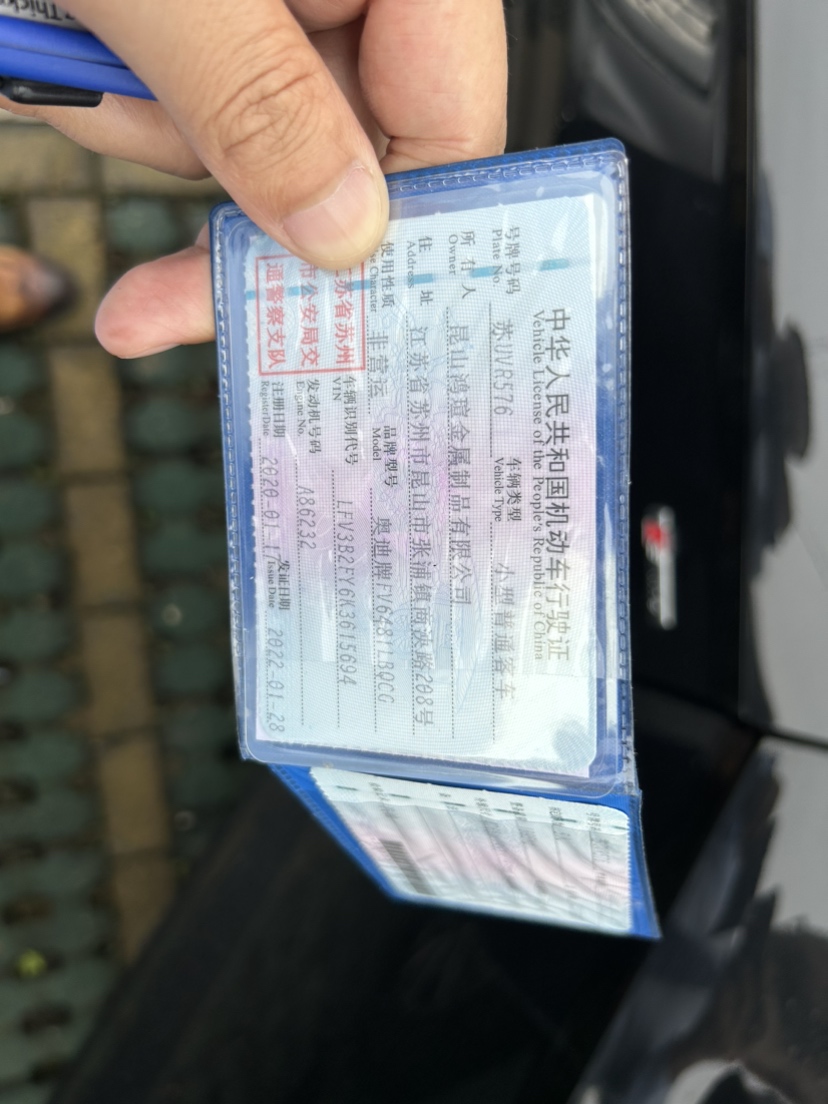 中华人民共和国机动车行驶证
Vehicle License of the People's Republic of China
号牌号码 苏JVR576 车辆类型 小型普通客车
Plate No. Vehicle Type
所有人 昆山鸿瑄金属制品有限公司
Owner
住址 江苏省苏州市昆山市张浦镇商泱路208号
Address
使用性质 非营运 品牌型号 奥迪牌FV6487LBQCG
Character Model
江苏省苏州
市公安局交
通警察支队
车辆识别代号 LFV3B2FY6K3615694
VIN
发动机号码 A86232
Engine No.
注册日期 2020-01-17 发证日期 2022-01-28
Register Date Issue Date